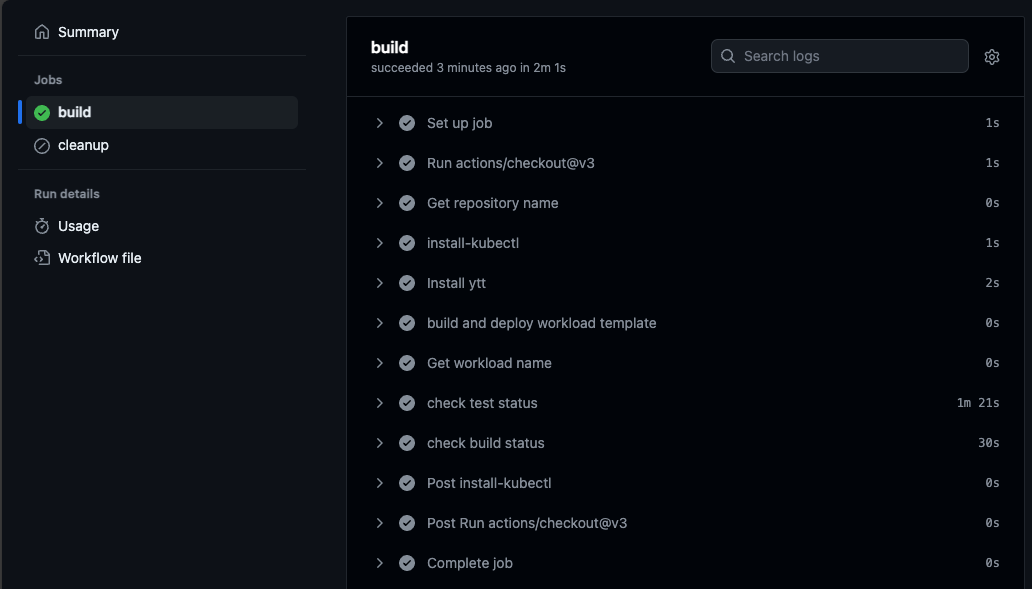 Summary
Jobs
build
cleanup
Run details
Usage
Workflow file
build
succeeded 3 minutes ago in 2m 1s
Search logs
Set up job 1s
Run actions/checkout@v3 1s
Get repository name 0s
install-kubectl 1s
Install ytt 2s
build and deploy workload template 0s
Get workload name 0s
check test status 1m 21s
check build status 30s
Post install-kubectl 0s
Post Run actions/checkout@v3 0s
Complete job 0s